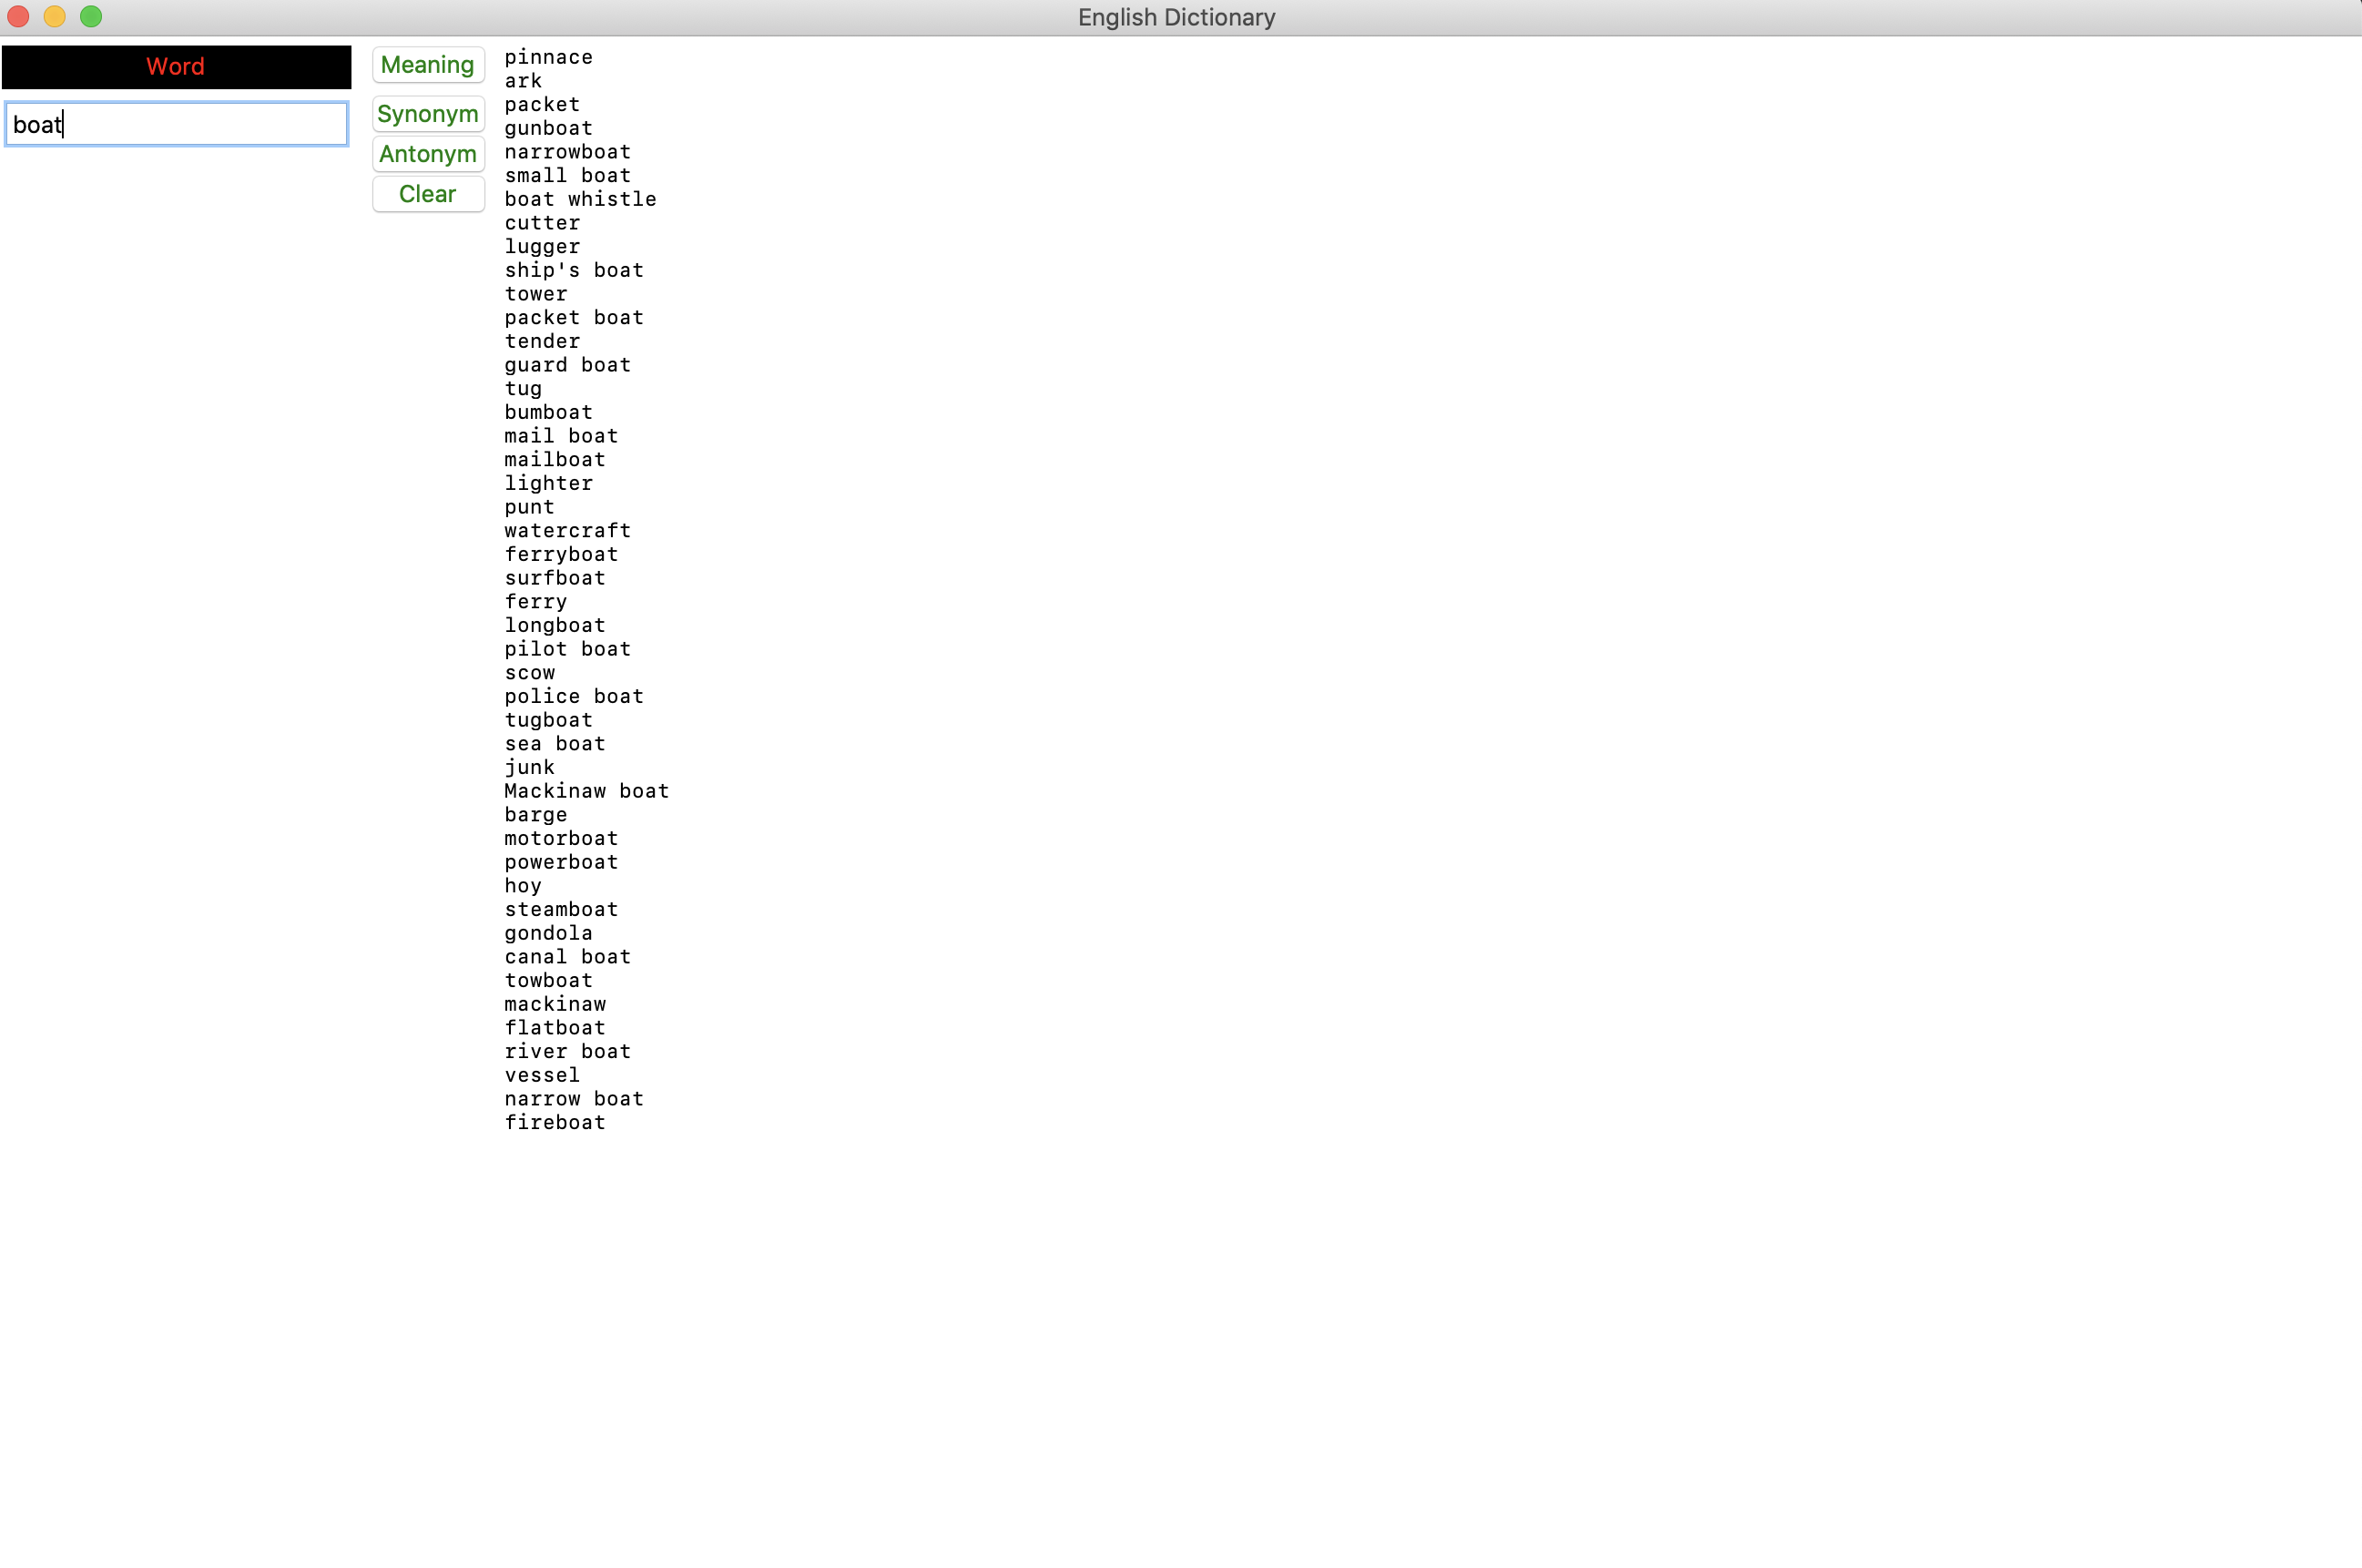 English Dictionary
Word
boat
Meaning
Synonym
Antonym
Clear
pinnace
ark
packet
gunboat
narrowboat
small boat
boat whistle
cutter
lugger
ship's boat
tower
packet boat
tender
guard boat
tug
bumboat
mail boat
mailboat
lighter
punt
watercraft
ferryboat
surfboat
ferry
longboat
pilot boat
scow
police boat
tugboat
sea boat
junk
Mackinaw boat
barge
motorboat
powerboat
hoy
steamboat
gondola
canal boat
towboat
mackinaw
flatboat
river boat
vessel
narrow boat
fireboat